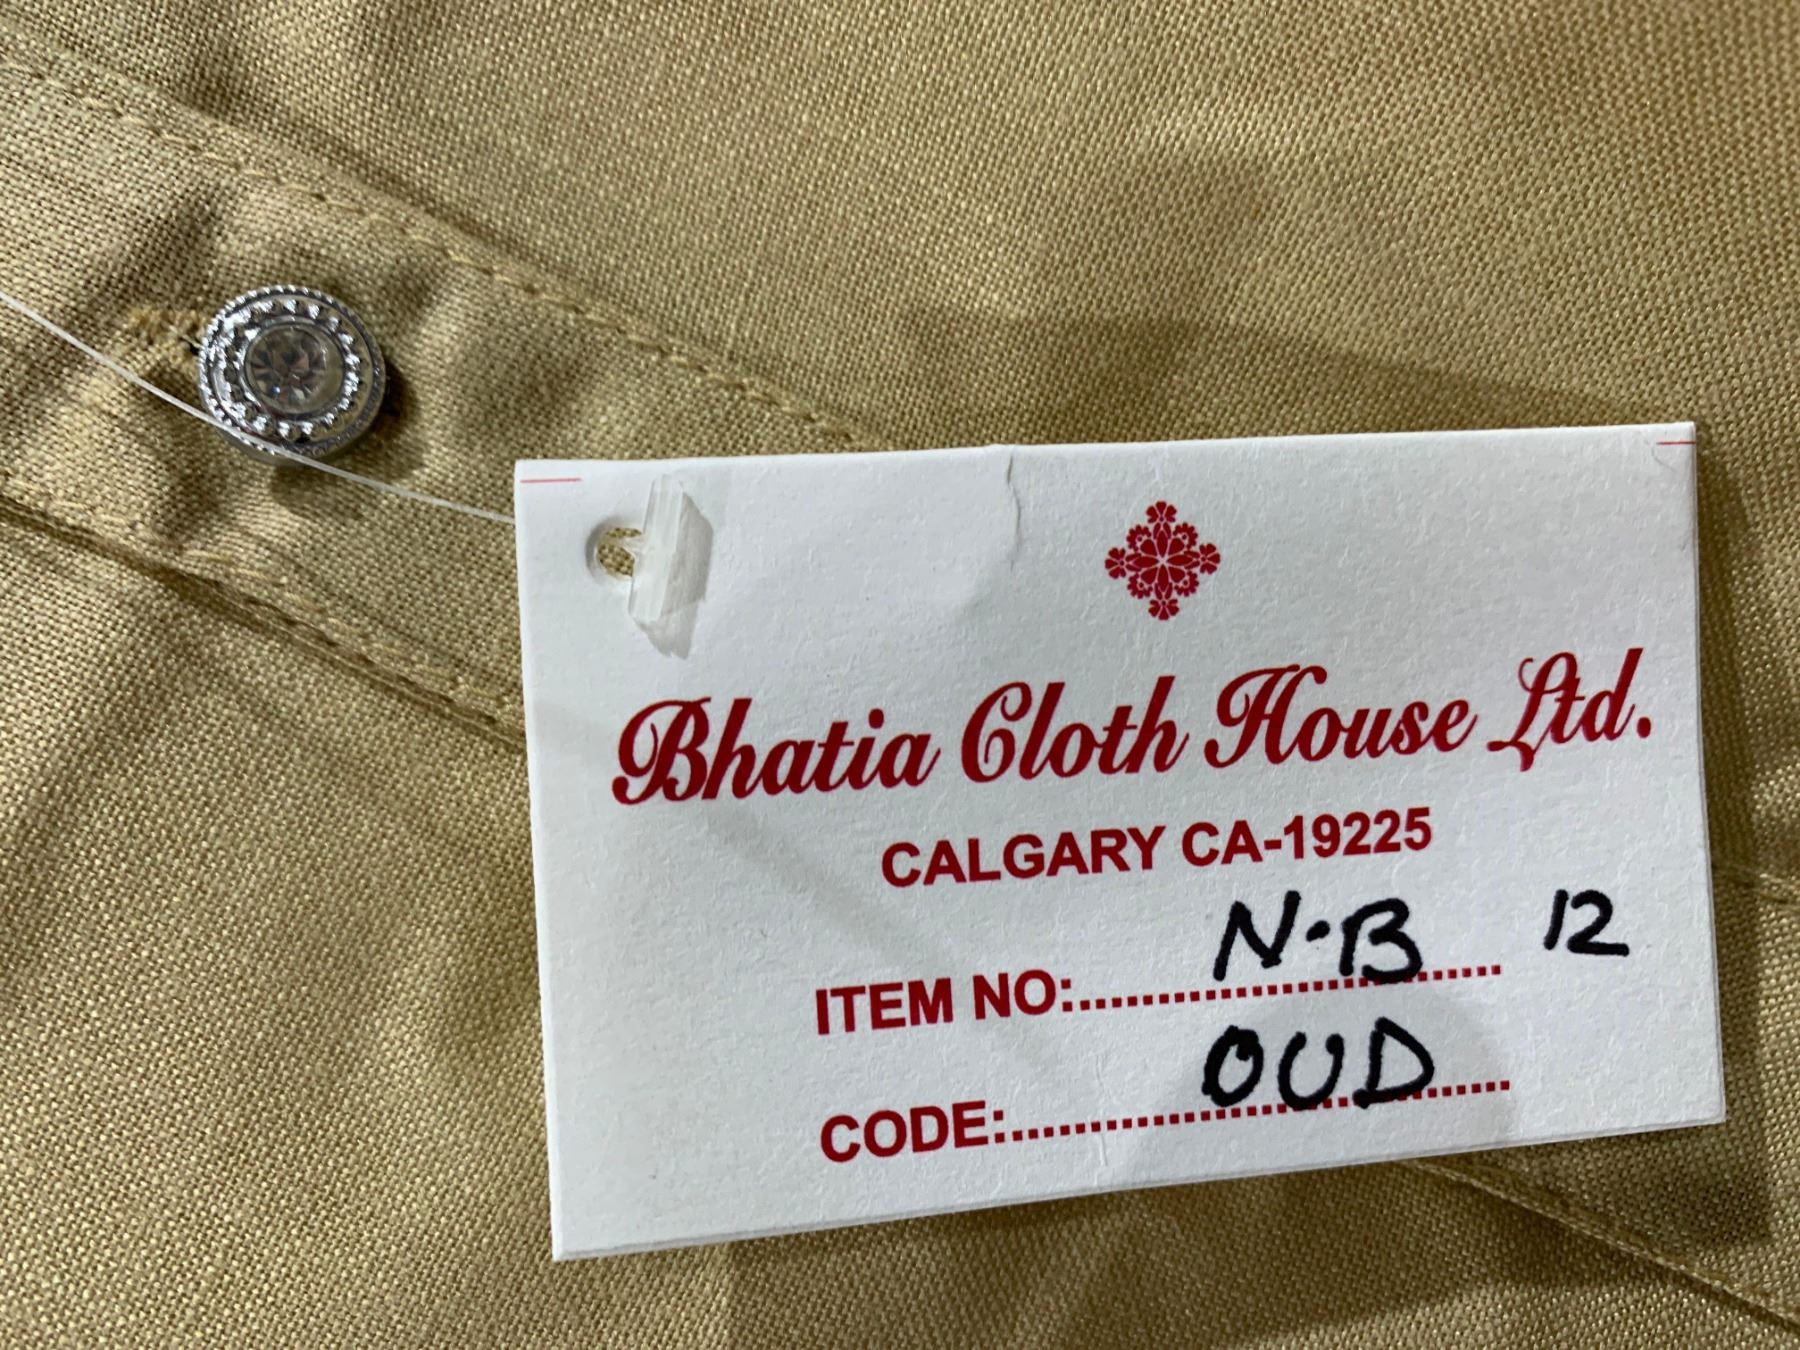 Bhatia Cloth House Ltd.
CALGARY CA-19225
ITEM NO:.......N·B....... 12
CODE:.......OUD.......